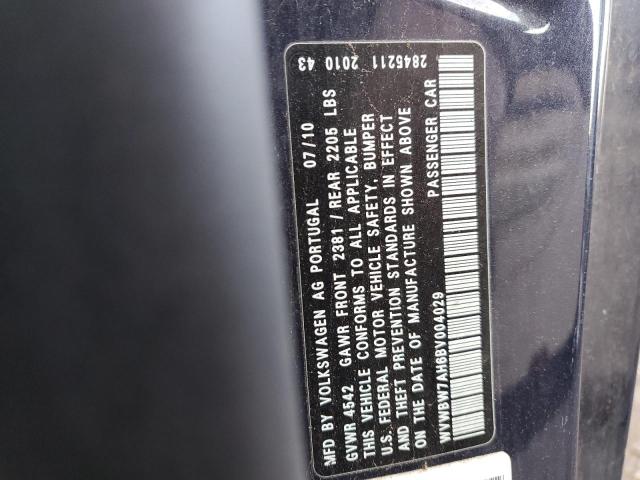 2845211
2010 43
MFD BY VOLKSWAGEN AG PORTUGAL 07/10
GVWR 4542 GAWR FRONT 2381 / REAR 2205 LBS
THIS VEHICLE CONFORMS TO ALL APPLICABLE
U.S. FEDERAL MOTOR VEHICLE SAFETY, BUMPER
AND THEFT PREVENTION STANDARDS IN EFFECT
ON THE DATE OF MANUFACTURE SHOWN ABOVE
PASSENGER CAR
WVWBW7AH6BV004029